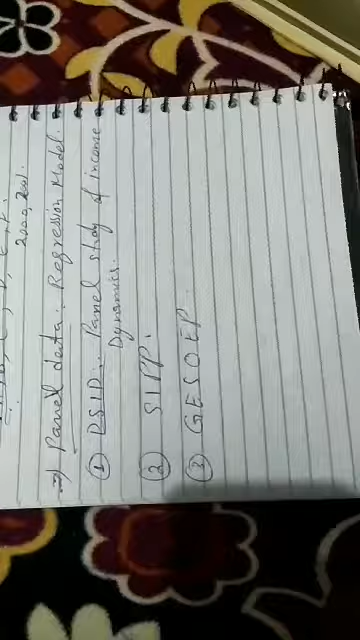 2000, 2001.
⇒ Panel data. Regression Model.
① PSID: Panel study of income
Dynamics.
② SIPP.
③ GESOEP.